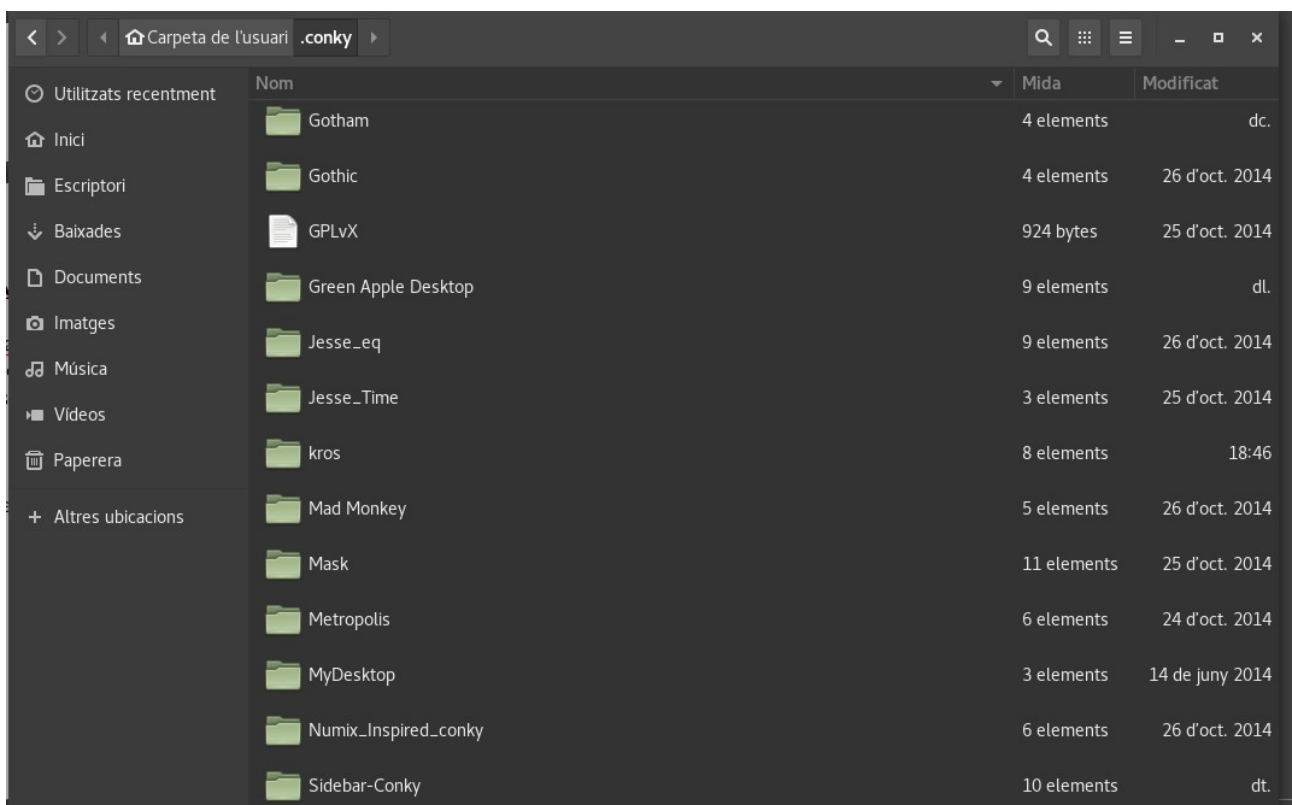 Carpeta de l'usuari .conky
Nom Mida Modificat
Utilitzats recentment
Inici
Escriptori
Baixades
Documents
Imatges
Música
Vídeos
Paperera
Altres ubicacions
Gotham 4 elements dc.
Gothic 4 elements 26 d'oct. 2014
GPLvX 924 bytes 25 d'oct. 2014
Green Apple Desktop 9 elements dl.
Jesse_eq 9 elements 26 d'oct. 2014
Jesse_Time 3 elements 25 d'oct. 2014
kros 8 elements 18:46
Mad Monkey 5 elements 26 d'oct. 2014
Mask 11 elements 25 d'oct. 2014
Metropolis 6 elements 24 d'oct. 2014
MyDesktop 3 elements 14 de juny 2014
Numix_Inspired_conky 6 elements 26 d'oct. 2014
Sidebar-Conky 10 elements dt.